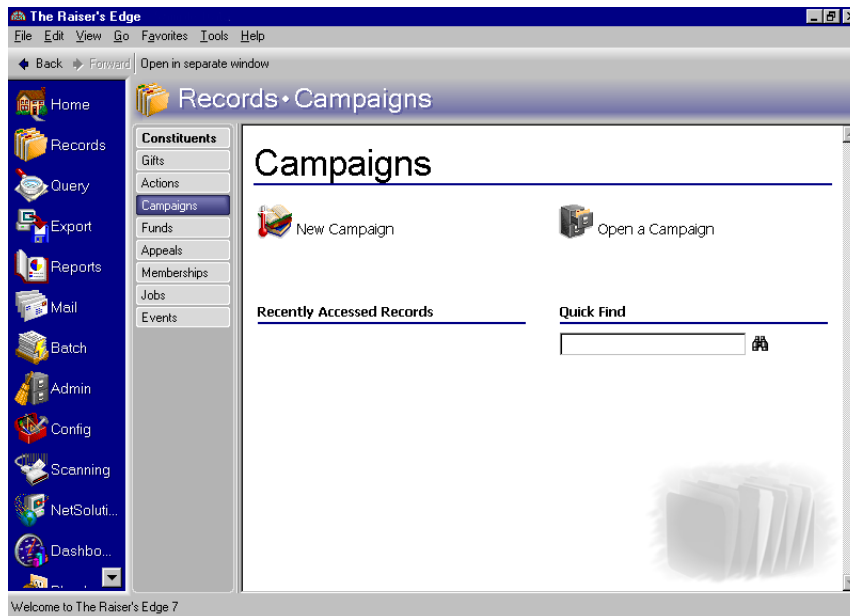 The Raiser's Edge
File Edit View Go Favorites Tools Help
Back Forward Open in separate window
Records • Campaigns
Home
Records
Query
Export
Reports
Mail
Batch
Admin
Config
Scanning
NetSoluti...
Dashbo...
Constituents
Gifts
Actions
Campaigns
Funds
Appeals
Memberships
Jobs
Events
Campaigns
New Campaign
Open a Campaign
Recently Accessed Records
Quick Find
Welcome to The Raiser's Edge 7